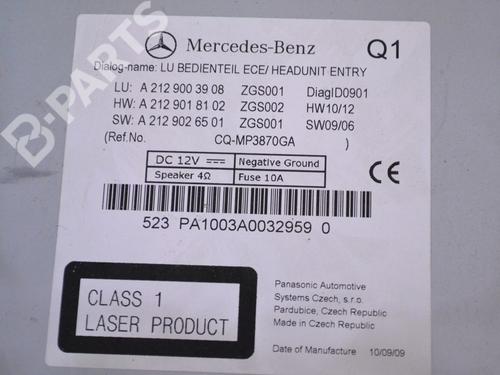 B-PARTS
Mercedes-Benz Q1
Dialog-name: LU BEDIENTEIL ECE/ HEADUNIT ENTRY
LU: A 212 900 39 08 ZGS001 DiagID0901
HW: A 212 901 81 02 ZGS002 HW10/12
SW: A 212 902 65 01 ZGS001 SW09/06
(Ref.No. CQ-MP3870GA )
DC 12V Negative Ground
Speaker 4Ω Fuse 10A
CE
523 PA1003A0032959 0
CLASS 1
LASER PRODUCT
Panasonic Automotive
Systems Czech, s.r.o.
Pardubice, Czech Republic
Made in Czech Republic
Date of Manufacture 10/09/09